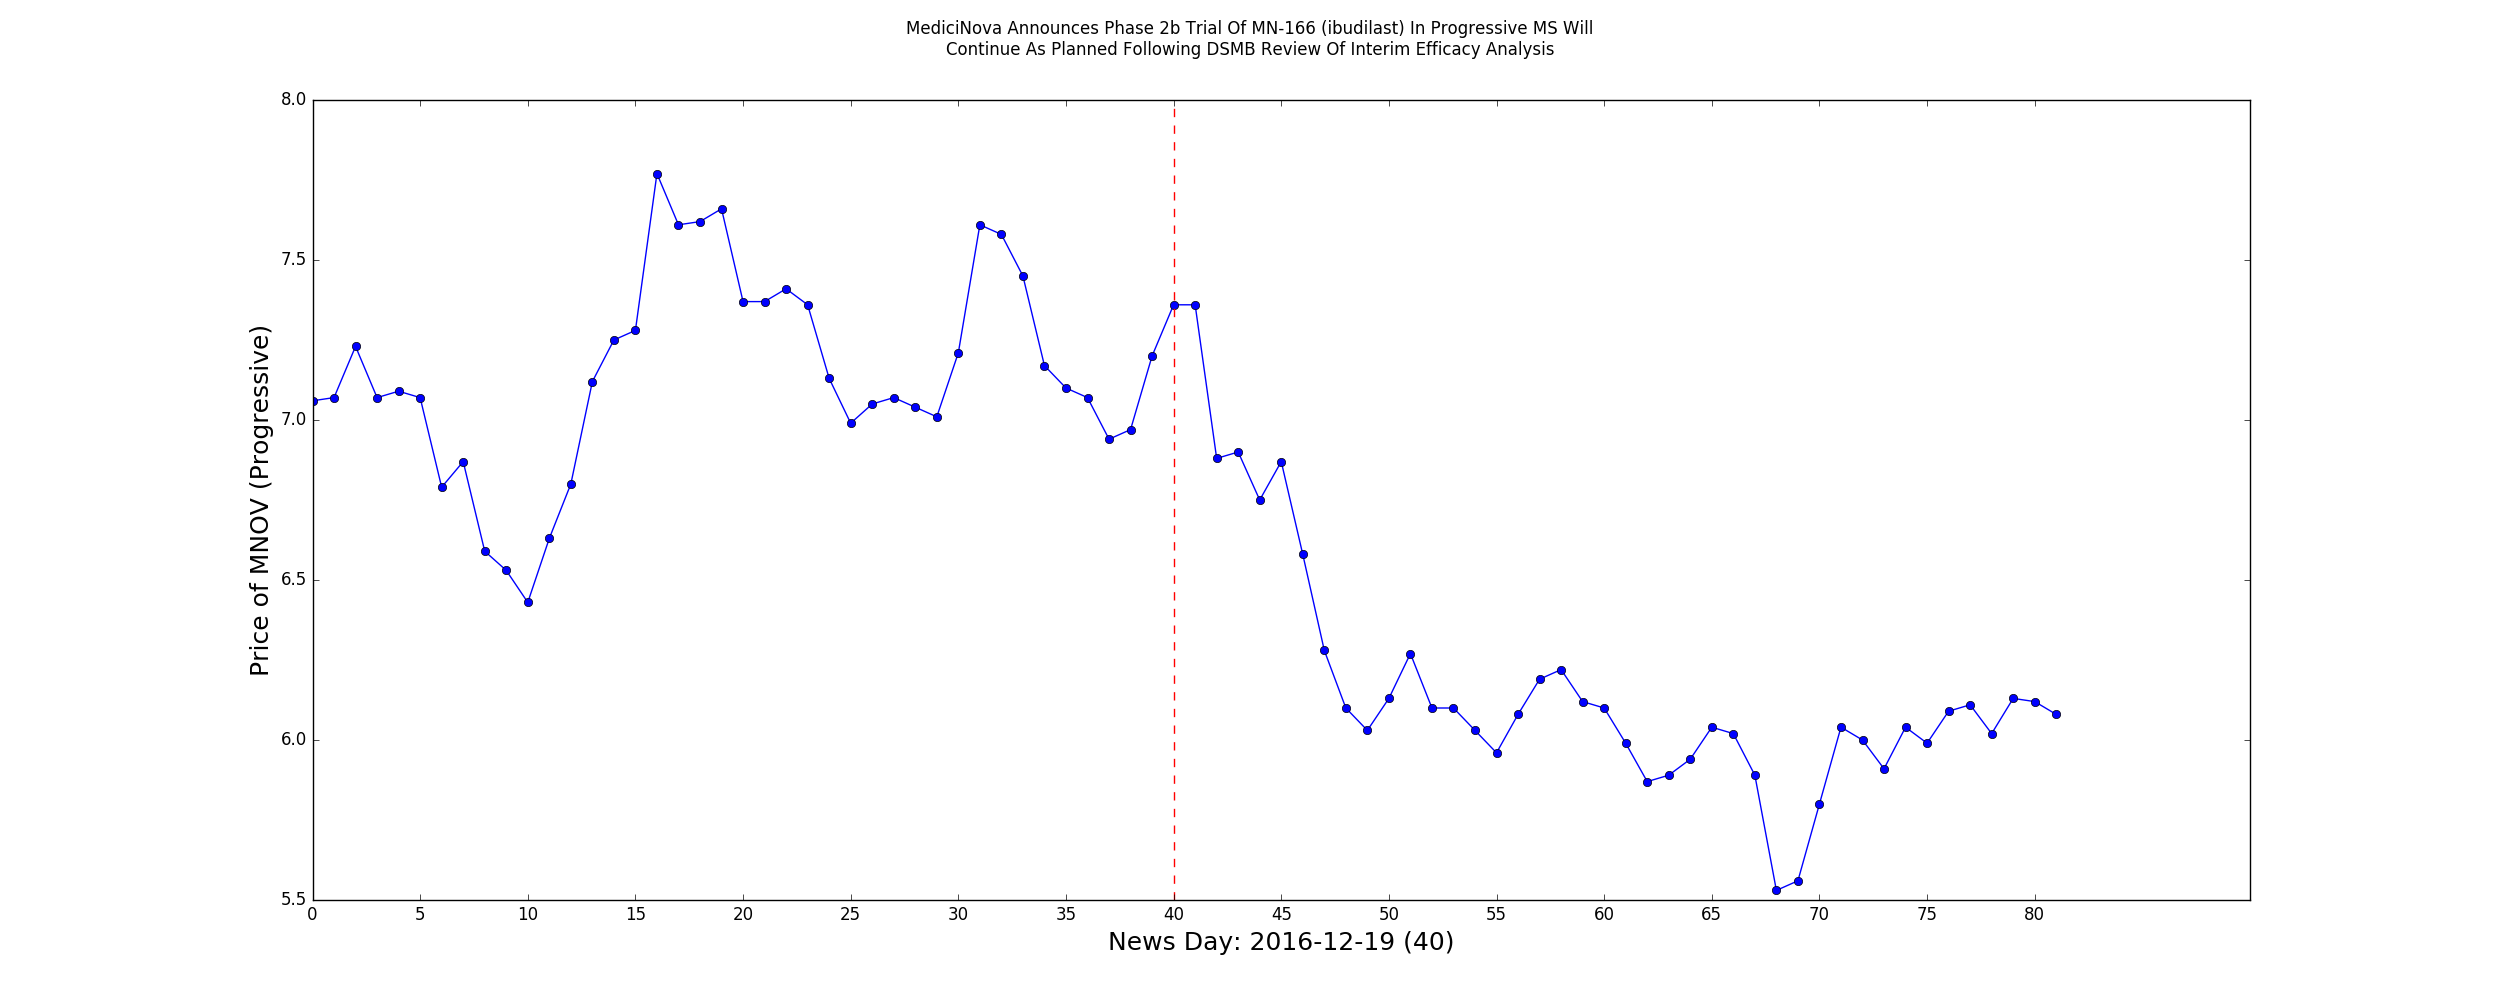 MediciNova Announces Phase 2b Trial Of MN-166 (ibudilast) In Progressive MS Will
Continue As Planned Following DSMB Review Of Interim Efficacy Analysis
Price of MNOV (Progressive)
8.0
7.5
7.0
6.5
6.0
5.5
0 5 10 15 20 25 30 35 40 45 50 55 60 65 70 75 80
News Day: 2016-12-19 (40)